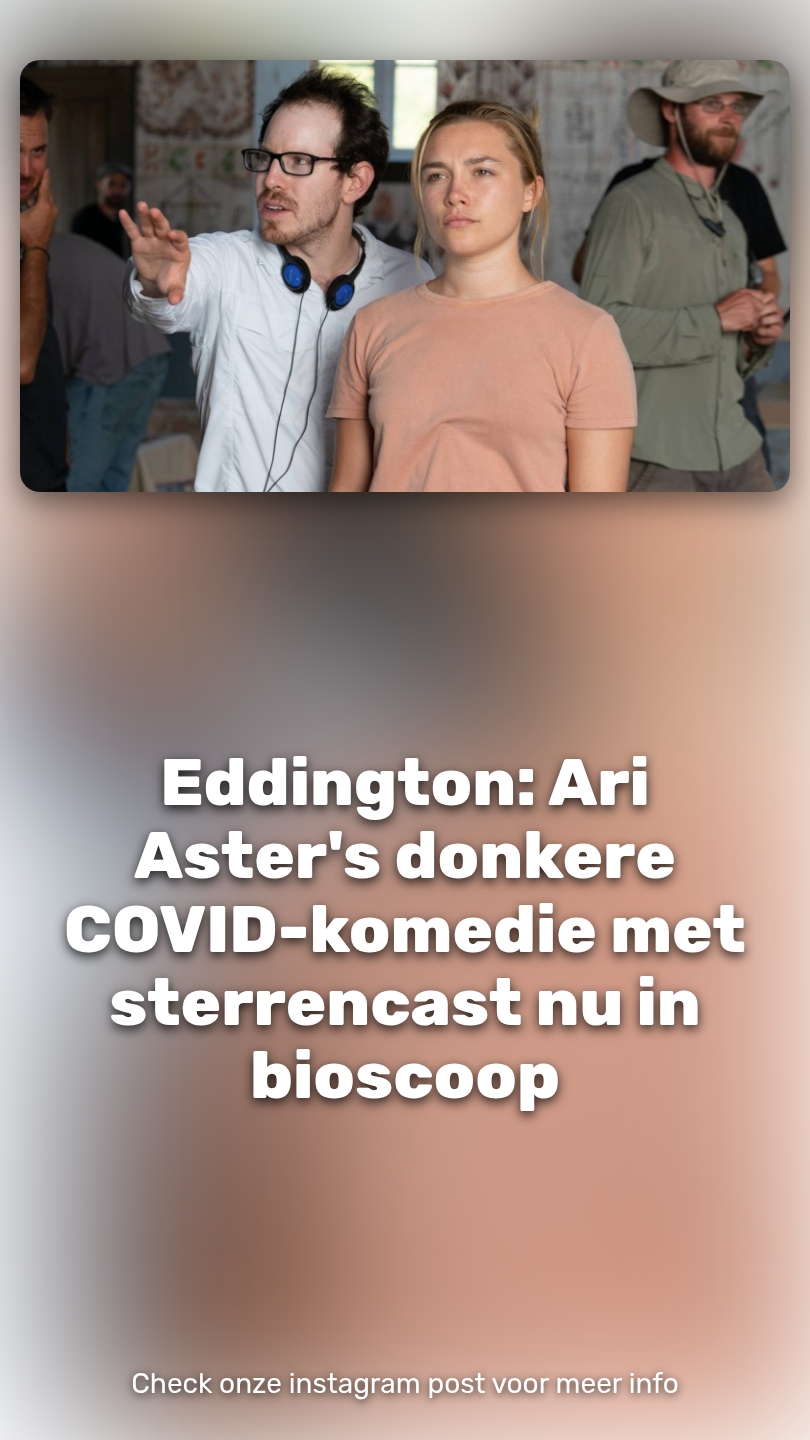 Eddington: Ari
Aster's donkere
COVID-komedie met
sterrencast nu in
bioscoop
Check onze instagram post voor meer info